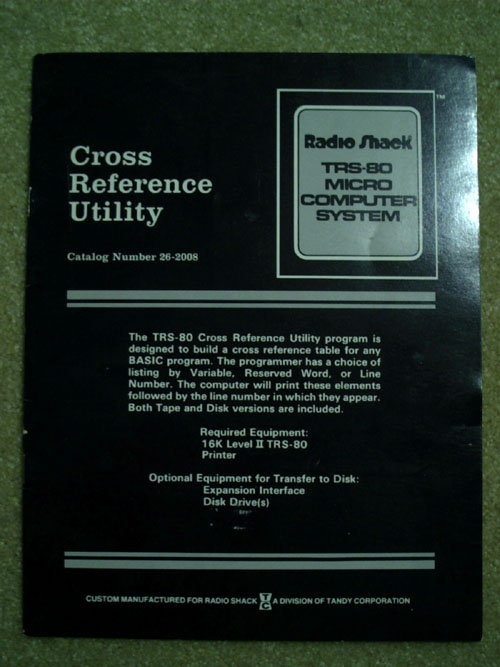 Cross
Reference
Utility
Catalog Number 26-2008
TM
Radio Shack
TRS-80
MICRO
COMPUTER
SYSTEM
The TRS-80 Cross Reference Utility program is
designed to build a cross reference table for any
BASIC program. The programmer has a choice of
listing by Variable, Reserved Word, or Line
Number. The computer will print these elements
followed by the line number in which they appear.
Both Tape and Disk versions are included.
Required Equipment:
16K Level II TRS-80
Printer
Optional Equipment for Transfer to Disk:
Expansion Interface
Disk Drive(s)
CUSTOM MANUFACTURED FOR RADIO SHACK TC A DIVISION OF TANDY CORPORATION